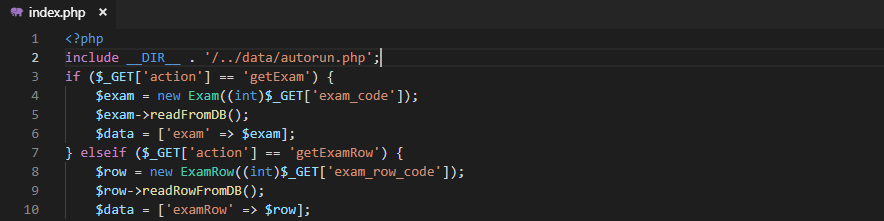 index.php ×
1 <?php
2 include __DIR__ . '/../data/autorun.php';
3 if ($_GET['action'] == 'getExam') {
4     $exam = new Exam((int)$_GET['exam_code']);
5     $exam->readFromDB();
6     $data = ['exam' => $exam];
7 } elseif ($_GET['action'] == 'getExamRow') {
8     $row = new ExamRow((int)$_GET['exam_row_code']);
9     $row->readRowFromDB();
10     $data = ['examRow' => $row];